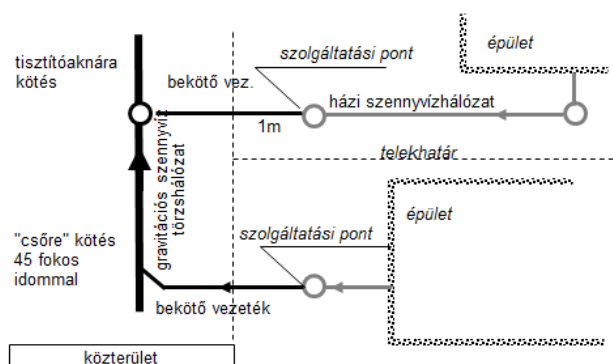 tisztítóaknára
kötés
bekötő vez.
szolgáltatási pont
épület
1m
házi szennyvízhálózat
gravitációs szennyvíz
törzshálózat
telekhatár
"csőre" kötés
45 fokos
idommal
szolgáltatási pont
épület
bekötő vezeték
közterület